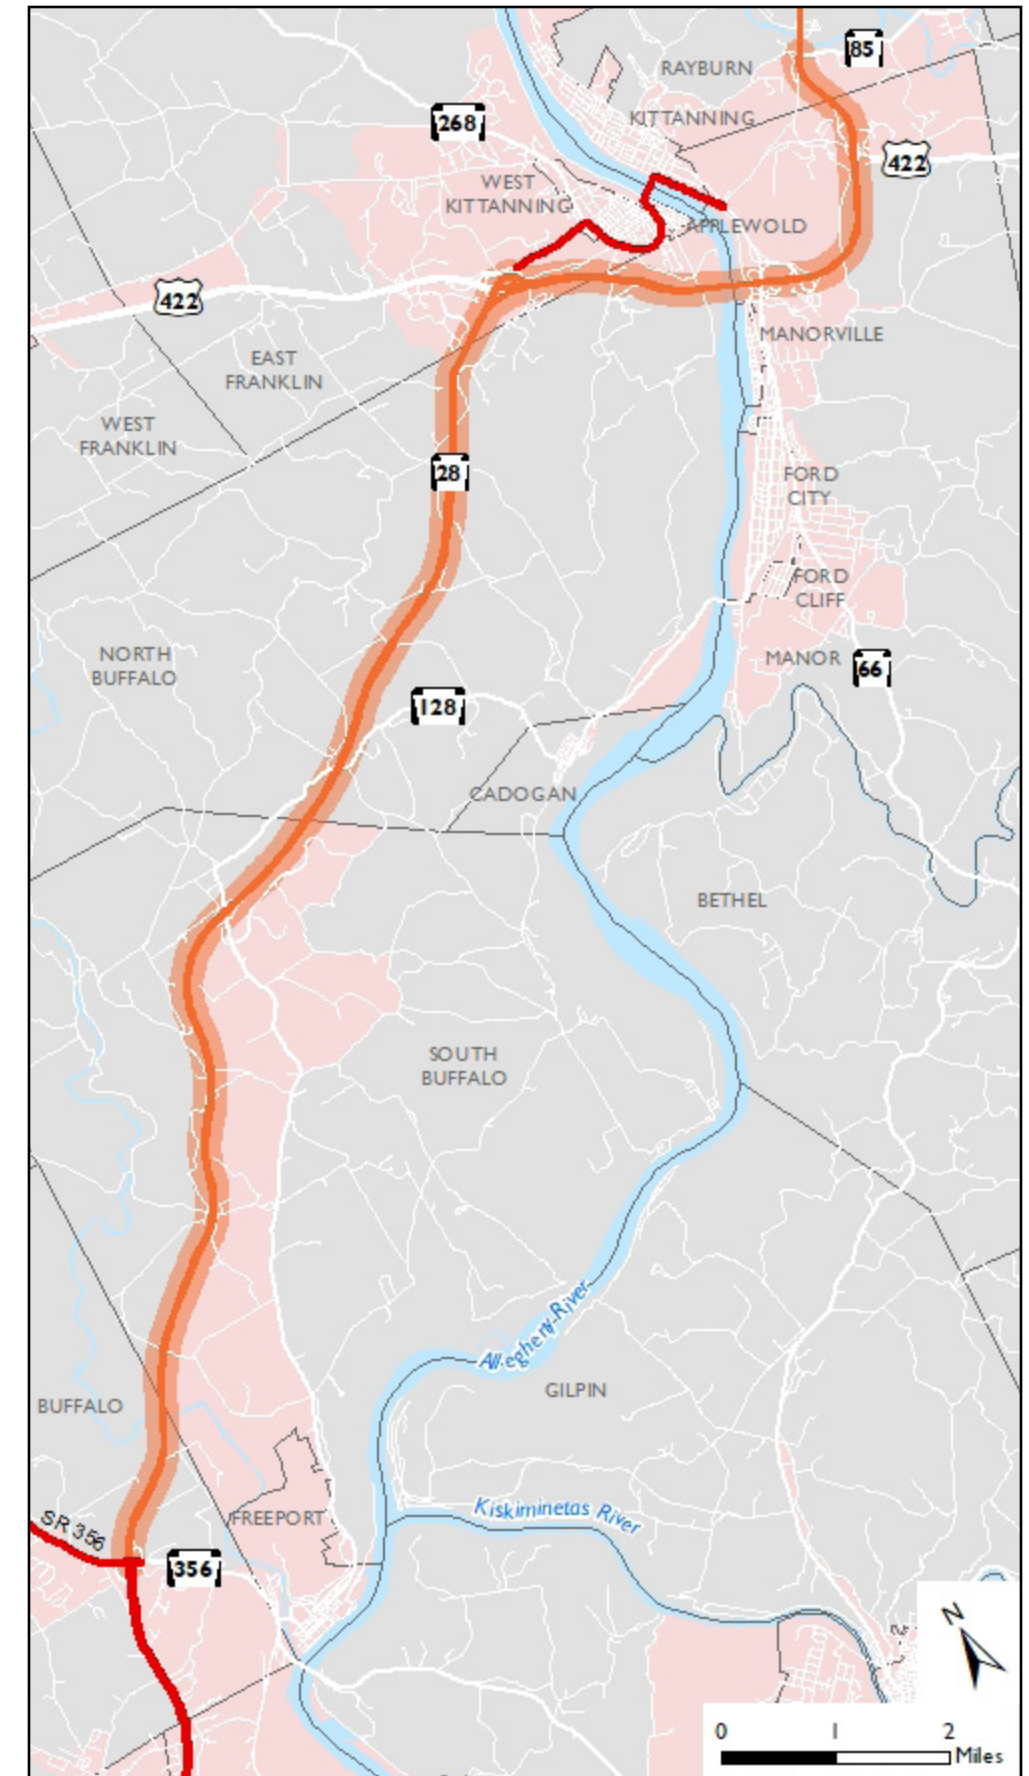 85
RAYBURN
268
KITTANNING
422
WEST
KITTANNING
APPLEWOLD
422
MANORVILLE
EAST
FRANKLIN
WEST
FRANKLIN
28
FORD
CITY
FORD
CLIFF
NORTH
BUFFALO
MANOR
66
128
CADOGAN
BETHEL
SOUTH
BUFFALO
Allegheny River
GILPIN
BUFFALO
Kiskiminetas River
FREEPORT
SR 356
356
N
0 1 2
Miles